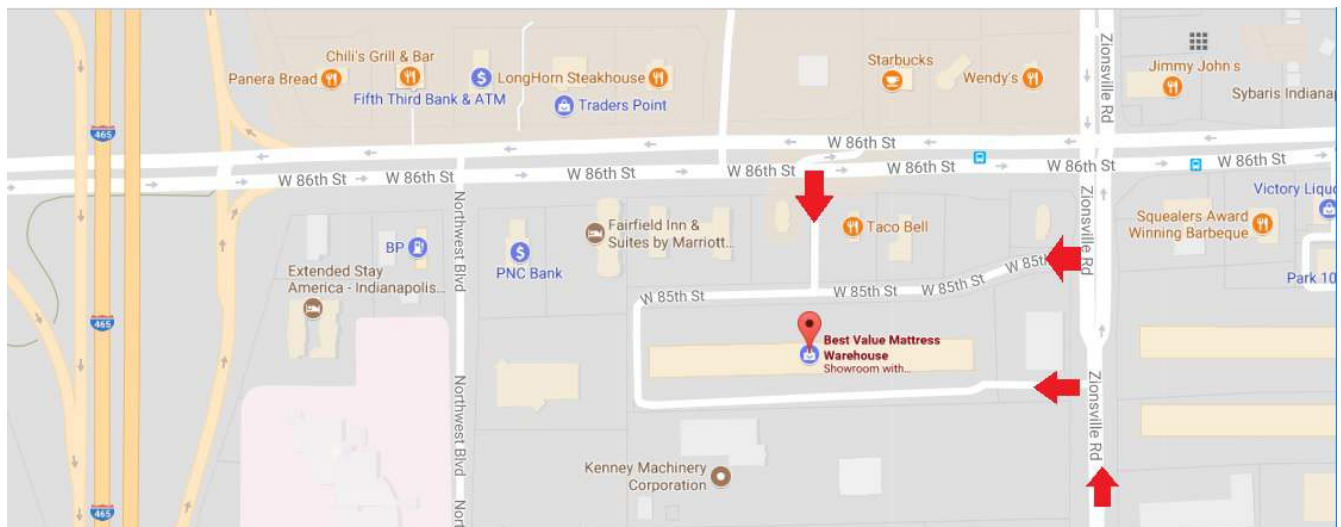 Chili's Grill & Bar
Panera Bread
Fifth Third Bank & ATM
LongHorn Steakhouse
Traders Point
Starbucks
Wendy's
Zionsville Rd
Jimmy John's
Sybaris Indianap
465
W 86th St
W 86th St
W 86th St
W 86th St
W 86th St
W 86th St
W 86th St
W 86th St
Northwest Blvd
BP
PNC Bank
Fairfield Inn &
Suites by Marriott...
Taco Bell
Zionsville Rd
Squealers Award
Winning Barbeque
Victory Liquo
Extended Stay
America - Indianapolis...
W 85th
Park 10
W 85th St
W 85th St
W 85th St
465
Best Value Mattress
Warehouse
Showroom with...
Northwest Blvd
Zionsville Rd
Kenney Machinery
Corporation
465
Nort